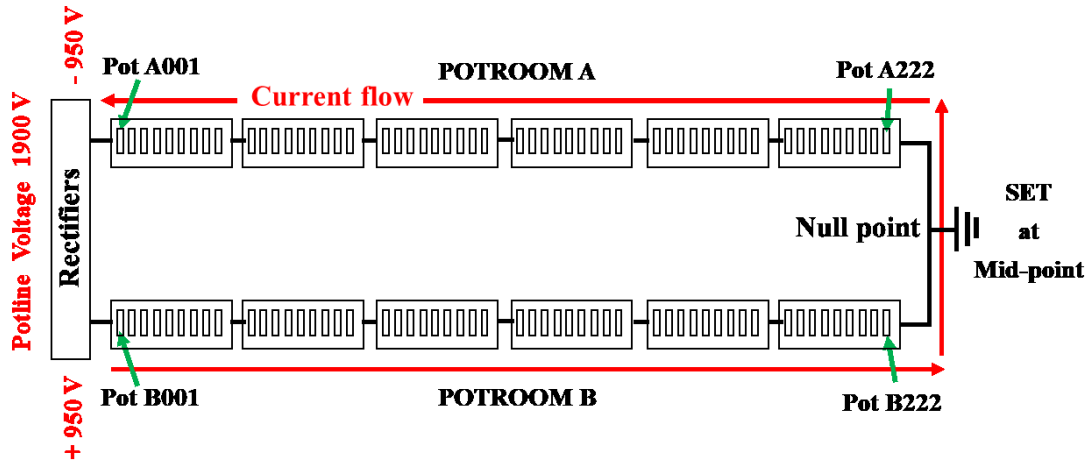 - 950 V
Pot A001
POTROOM A
Pot A222
Current flow
Potline Voltage 1900 V
Rectifiers
Null point
SET
at
Mid-point
+ 950 V
Pot B001
POTROOM B
Pot B222